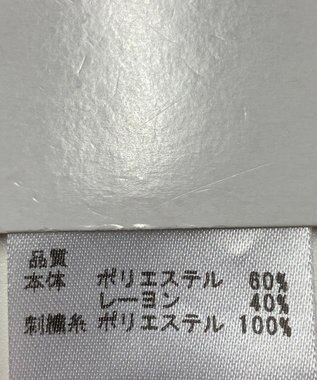 品質
本体 ポリエステル 60%
レーヨン 40%
刺繍糸 ポリエステル 100%